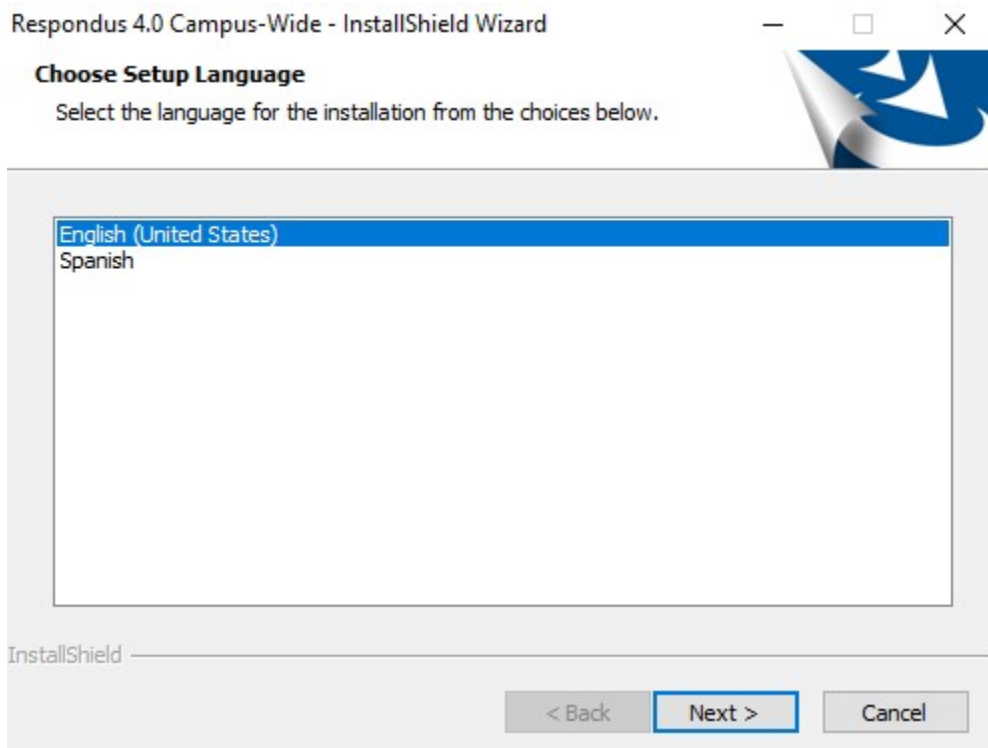 Respondus 4.0 Campus-Wide - InstallShield Wizard
Choose Setup Language
Select the language for the installation from the choices below.
English (United States)
Spanish
InstallShield
< Back
Next >
Cancel